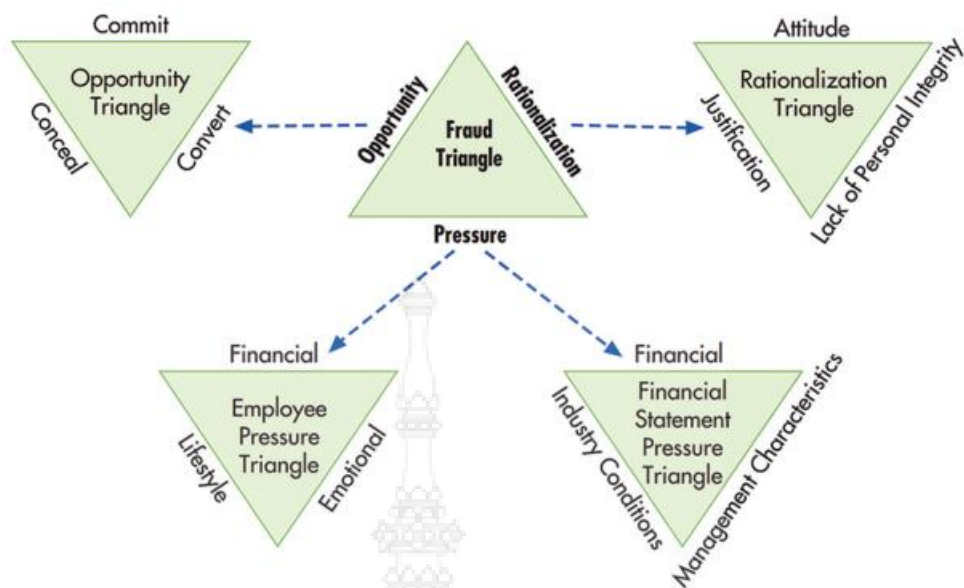 Commit
Opportunity
Triangle
Conceal
Convert
Opportunity
Rationalization
Fraud
Triangle
Pressure
Attitude
Rationalization
Triangle
Justification
Lack of Personal Integrity
Financial
Employee
Pressure
Triangle
Lifestyle
Emotional
Financial
Financial
Statement
Pressure
Triangle
Industry Conditions
Management Characteristics